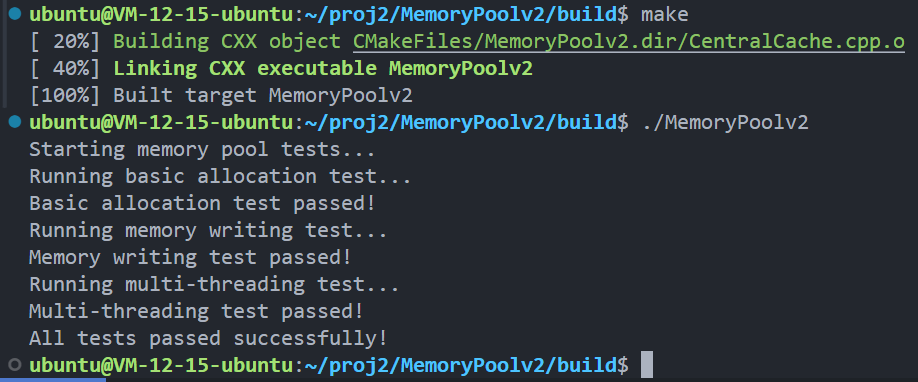 ubuntu@VM-12-15-ubuntu:~/proj2/MemoryPoolv2/build$ make
[ 20%] Building CXX object CMakeFiles/MemoryPoolv2.dir/CentralCache.cpp.o
[ 40%] Linking CXX executable MemoryPoolv2
[100%] Built target MemoryPoolv2
ubuntu@VM-12-15-ubuntu:~/proj2/MemoryPoolv2/build$ ./MemoryPoolv2
Starting memory pool tests...
Running basic allocation test...
Basic allocation test passed!
Running memory writing test...
Memory writing test passed!
Running multi-threading test...
Multi-threading test passed!
All tests passed successfully!
ubuntu@VM-12-15-ubuntu:~/proj2/MemoryPoolv2/build$